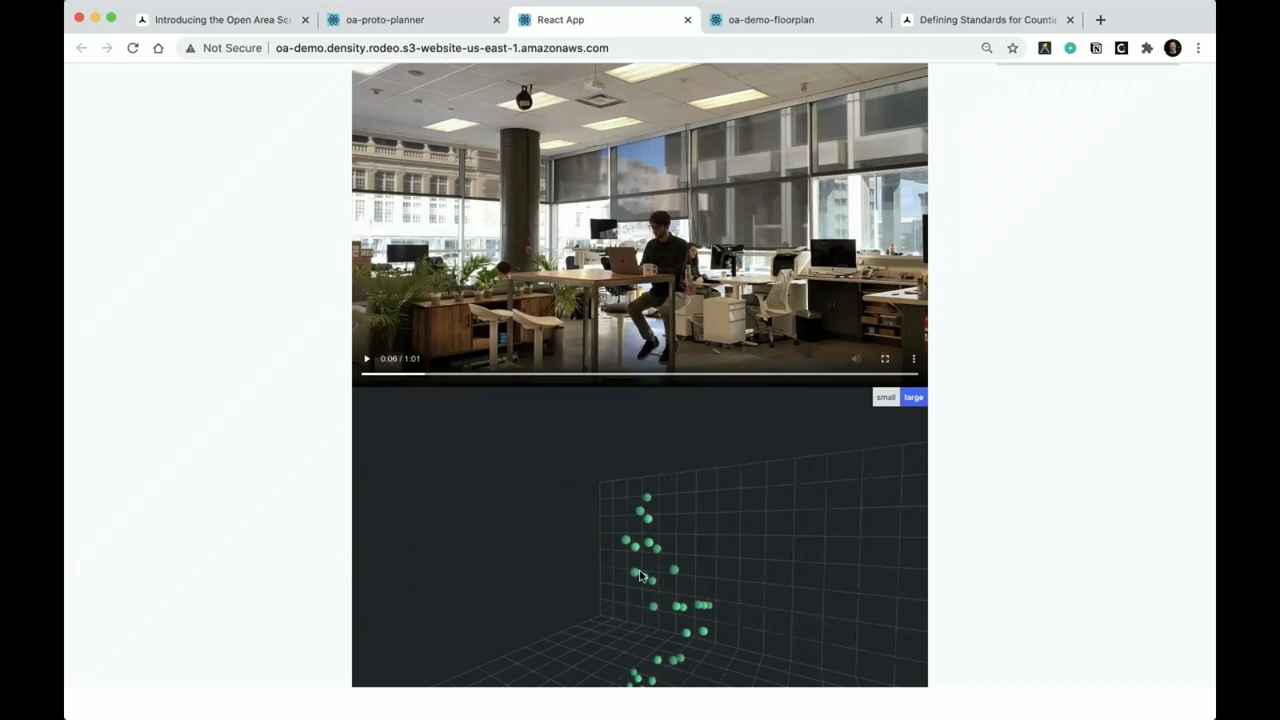 Introducing the Open Area Se
oa-proto-planner
React App
oa-demo-floorplan
Defining Standards for Counti
Not Secure
oa-demo.density.rodeo.s3-website-us-east-1.amazonaws.com
0:06 / 1:01
small
large